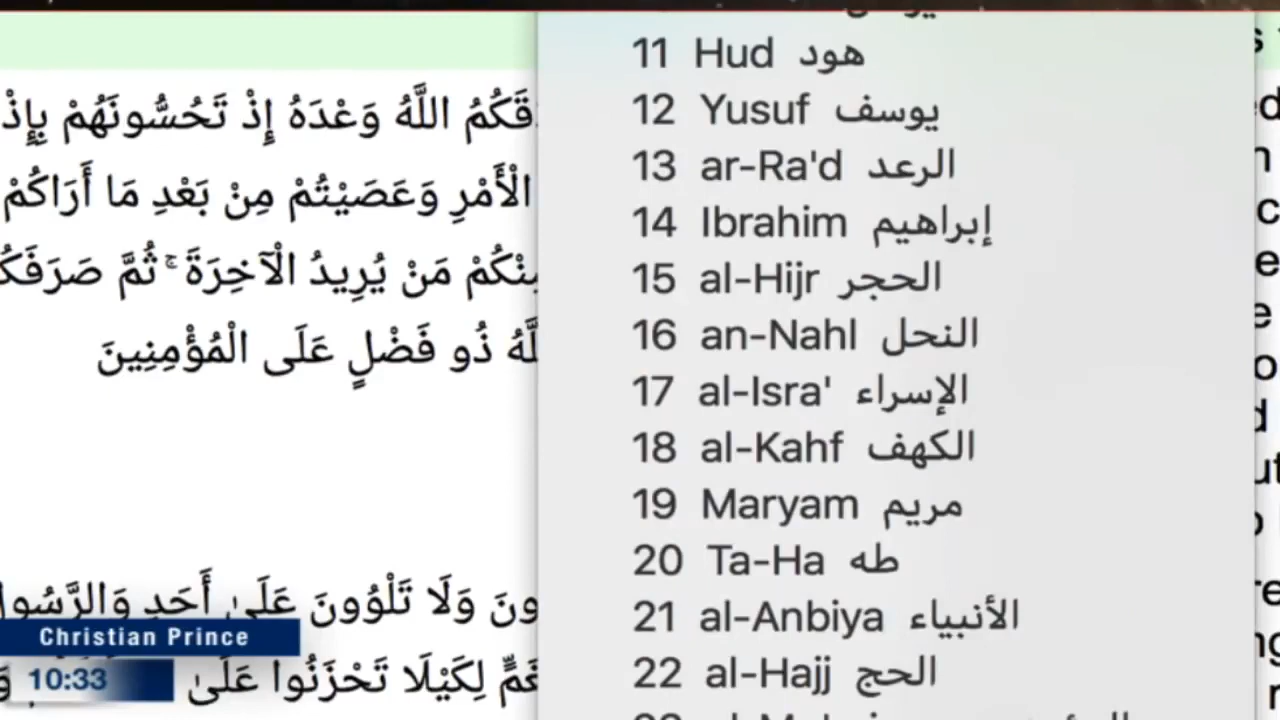 11 Hud هود
12 Yusuf يوسف
13 ar-Ra'd الرعد
14 Ibrahim إبراهيم
15 al-Hijr الحجر
16 an-Nahl النحل
17 al-Isra' الإسراء
18 al-Kahf الكهف
19 Maryam مريم
20 Ta-Ha طه
21 al-Anbiya الأنبياء
22 al-Hajj الحج
اللَّهُ وَعْدَهُ إِذْ تَحُسُّونَهُمْ
الْأَمْرِ وَعَصَيْتُمْ مِنْ بَعْدِ مَا أَرَاكُمْ
مَنْ يُرِيدُ الْآخِرَةَ ۚ ثُمَّ
ذُو فَضْلٍ عَلَى الْمُؤْمِنِينَ
وَلَا تَلْوُونَ عَلَىٰ أَحَدٍ
لِكَيْلَا تَحْزَنُوا عَلَىٰ
Christian Prince
10:33